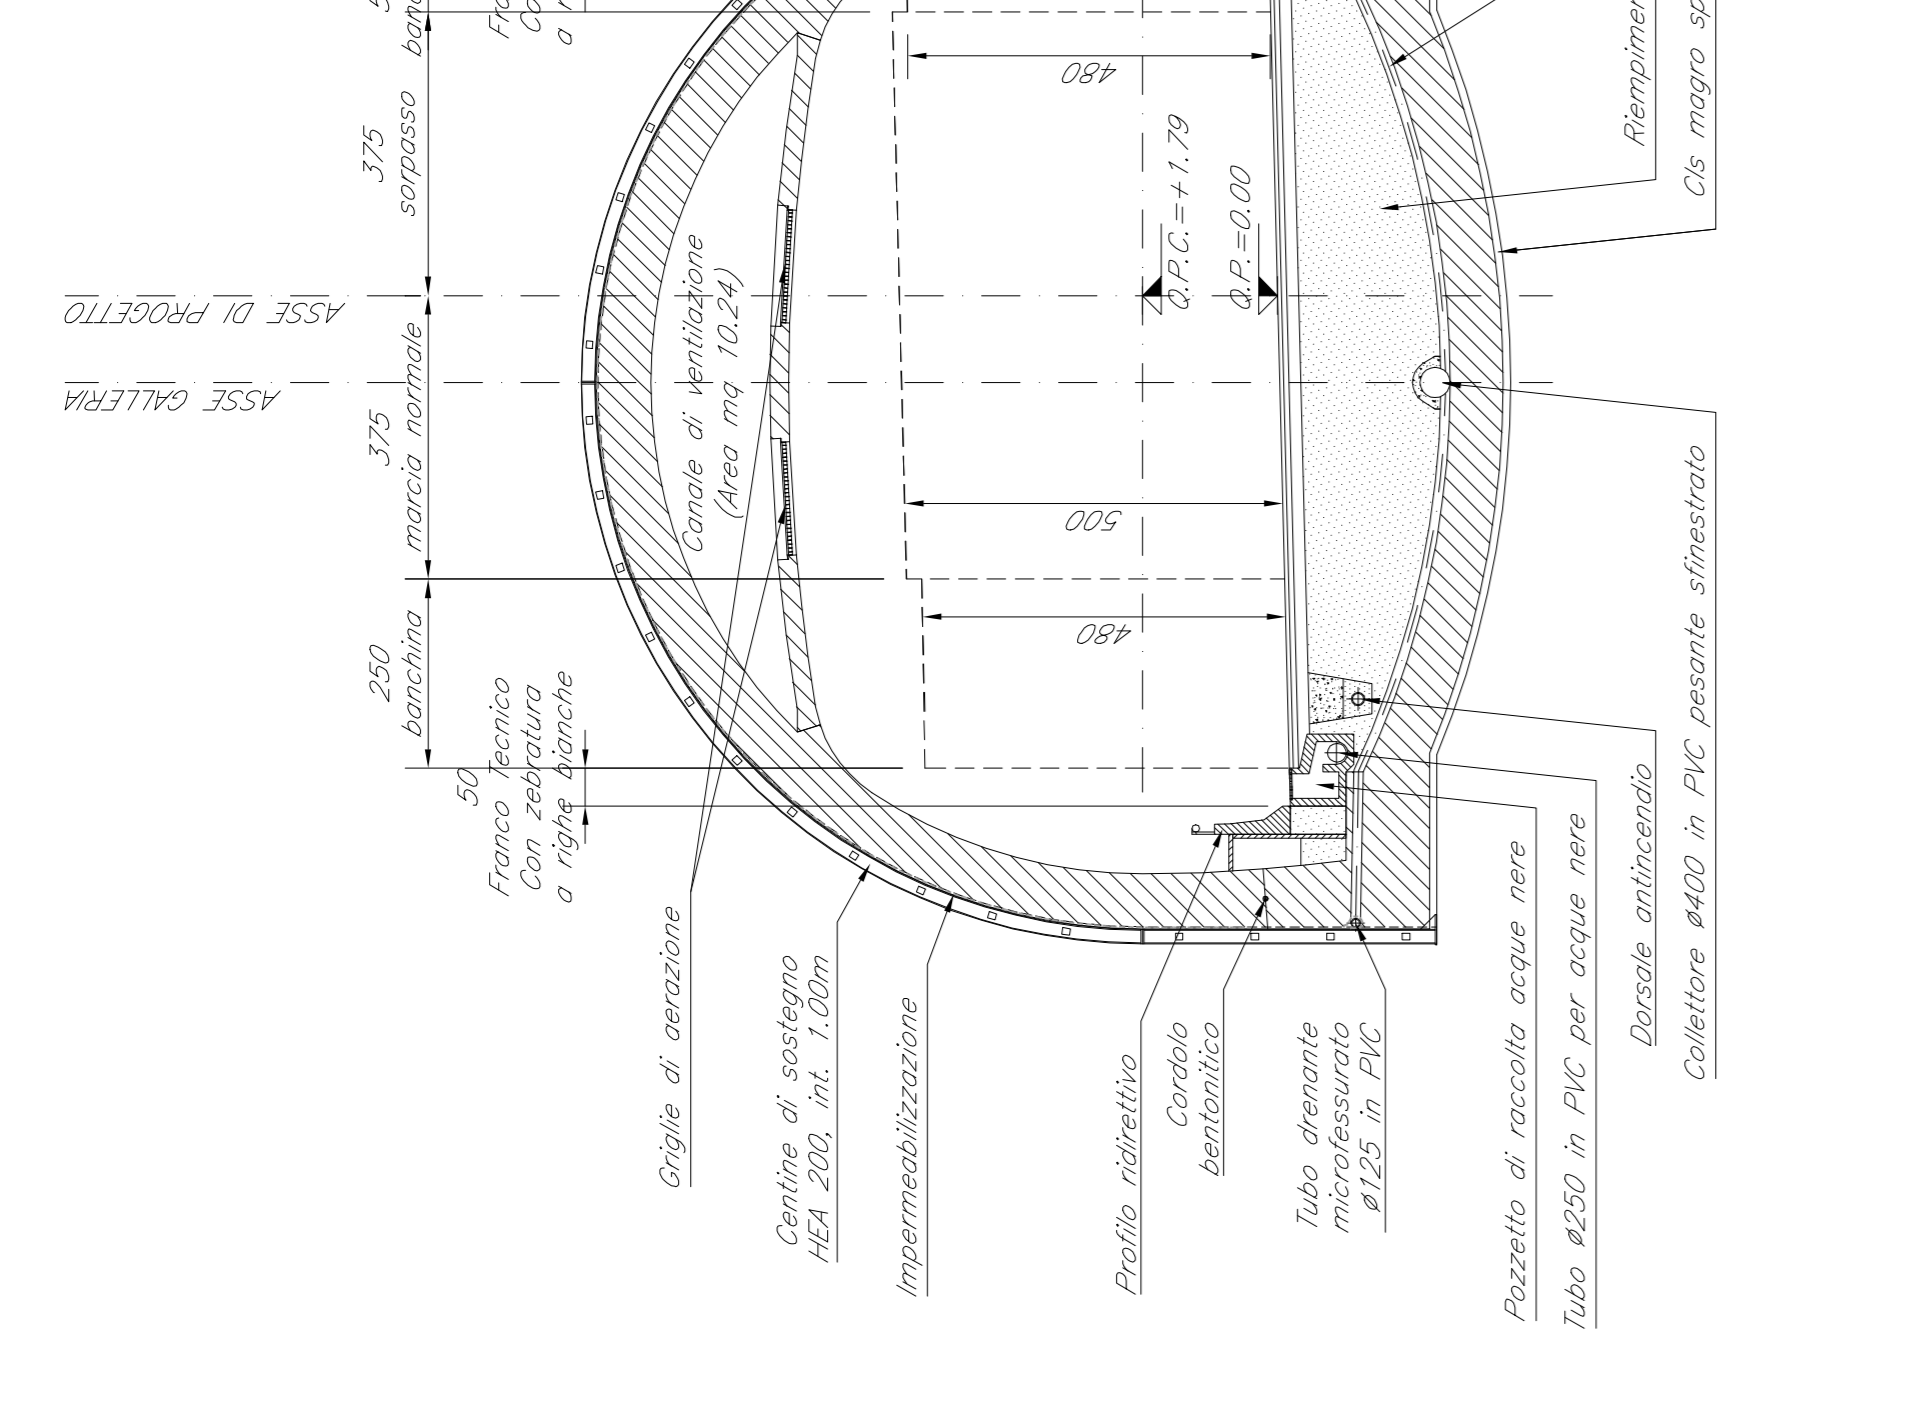 ASSE DI PROGETTO
ASSE GALLERIA
375
sorpasso
375
marcia normale
250
banchina
50
Franco Tecnico
Con zebratura
a righe bianche
Canale di ventilazione
(Area mq 10.24)
480
500
480
Q.P.C.=+1.79
Q.P.=0.00
Griglie di aerazione
Centine di sostegno
HEA 200, int. 1.00m
Impermeabilizzazione
Profilo ridirettivo
Cordolo
bentonitico
Tubo drenante
microfessurato
ø125 in PVC
Pozzetto di raccolta acque nere
Tubo ø250 in PVC per acque nere
Dorsale antincendio
Collettore ø400 in PVC pesante sfinestrato
Cls magro